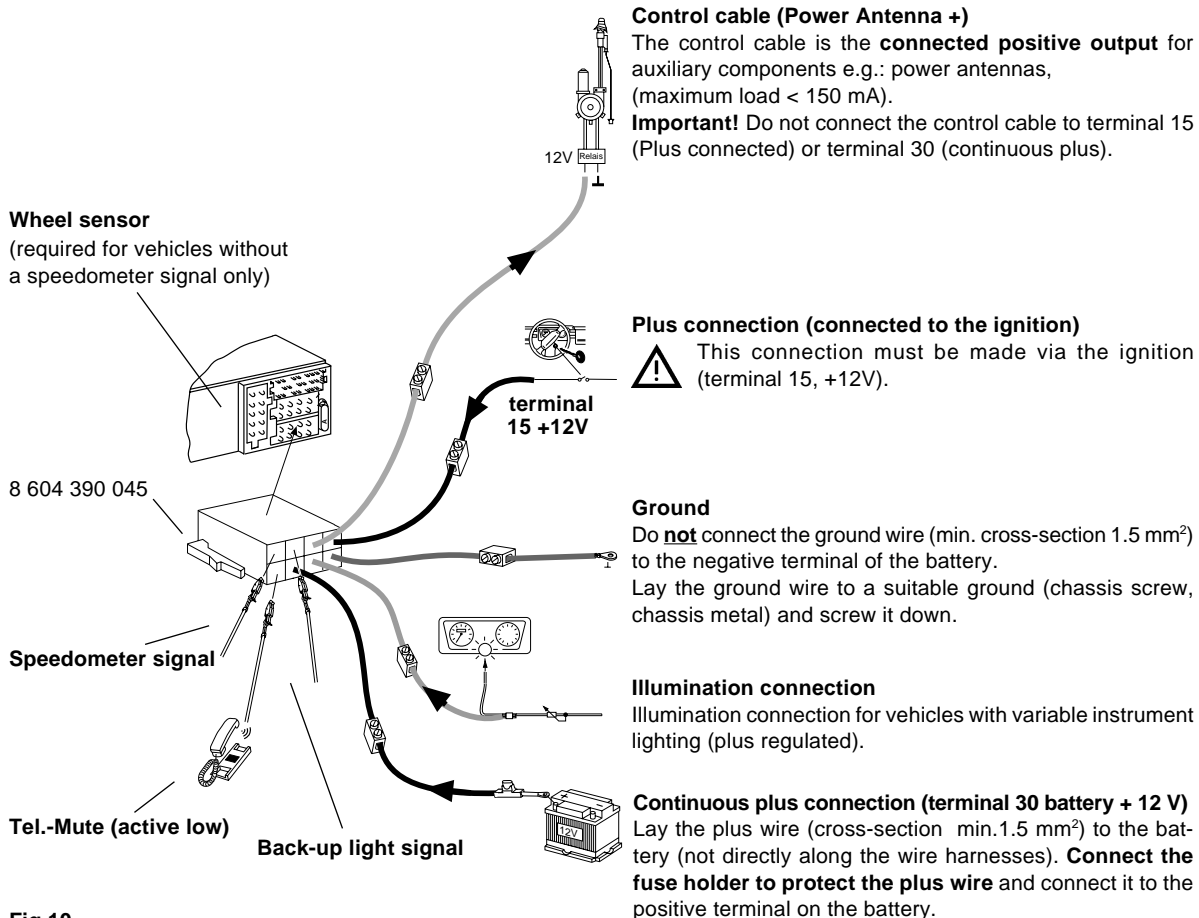 Control cable (Power Antenna +)
The control cable is the connected positive output for
auxiliary components e.g.: power antennas,
(maximum load < 150 mA).
Important! Do not connect the control cable to terminal 15
(Plus connected) or terminal 30 (continuous plus).
12V
Relais
Wheel sensor
(required for vehicles without
a speedometer signal only)
Plus connection (connected to the ignition)
This connection must be made via the ignition
(terminal 15, +12V).
terminal
15 +12V
8 604 390 045
Ground
Do not connect the ground wire (min. cross-section 1.5 mm²)
to the negative terminal of the battery.
Lay the ground wire to a suitable ground (chassis screw,
chassis metal) and screw it down.
Speedometer signal
Illumination connection
Illumination connection for vehicles with variable instrument
lighting (plus regulated).
Tel.-Mute (active low)
Back-up light signal
12V
Continuous plus connection (terminal 30 battery + 12 V)
Lay the plus wire (cross-section min.1.5 mm²) to the bat-
tery (not directly along the wire harnesses). Connect the
fuse holder to protect the plus wire and connect it to the
positive terminal on the battery.